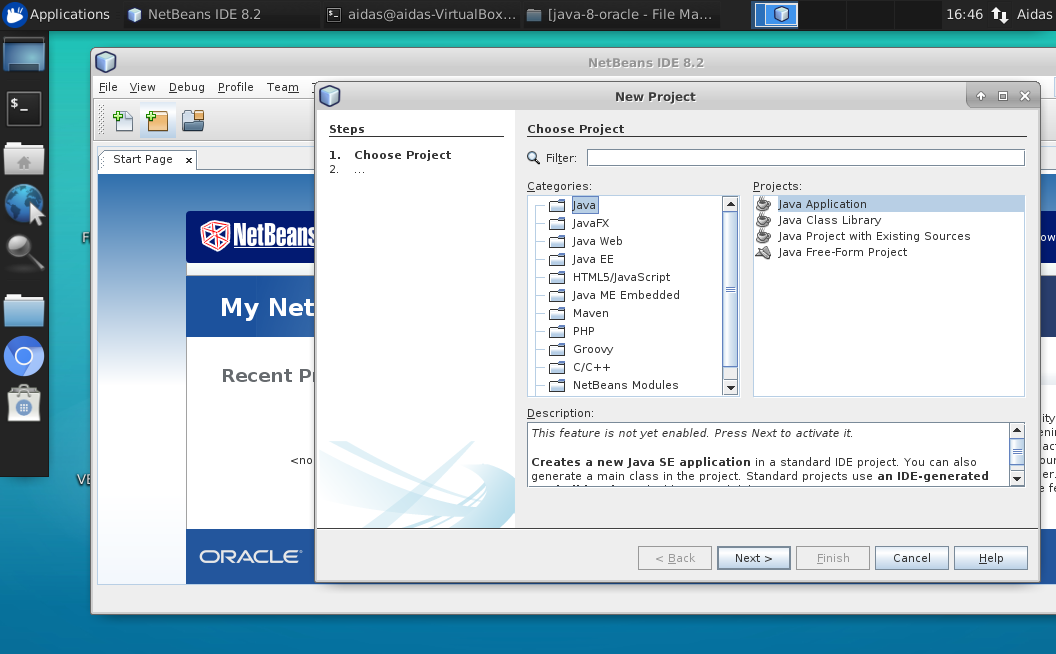 Applications NetBeans IDE 8.2 aidas@aidas-VirtualBox... [java-8-oracle - File Ma... 16:46 Aidas
NetBeans IDE 8.2
File View Debug Profile Team
New Project
Start Page x
NetBeans
My Net
Recent Pr
<no
ORACLE
Steps
1. Choose Project
2. ...
Choose Project
Filter:
Categories:
Java
JavaFX
Java Web
Java EE
HTML5/JavaScript
Java ME Embedded
Maven
PHP
Groovy
C/C++
NetBeans Modules
Projects:
Java Application
Java Class Library
Java Project with Existing Sources
Java Free-Form Project
Description:
This feature is not yet enabled. Press Next to activate it.
Creates a new Java SE application in a standard IDE project. You can also
generate a main class in the project. Standard projects use an IDE-generated
< Back Next > Finish Cancel Help